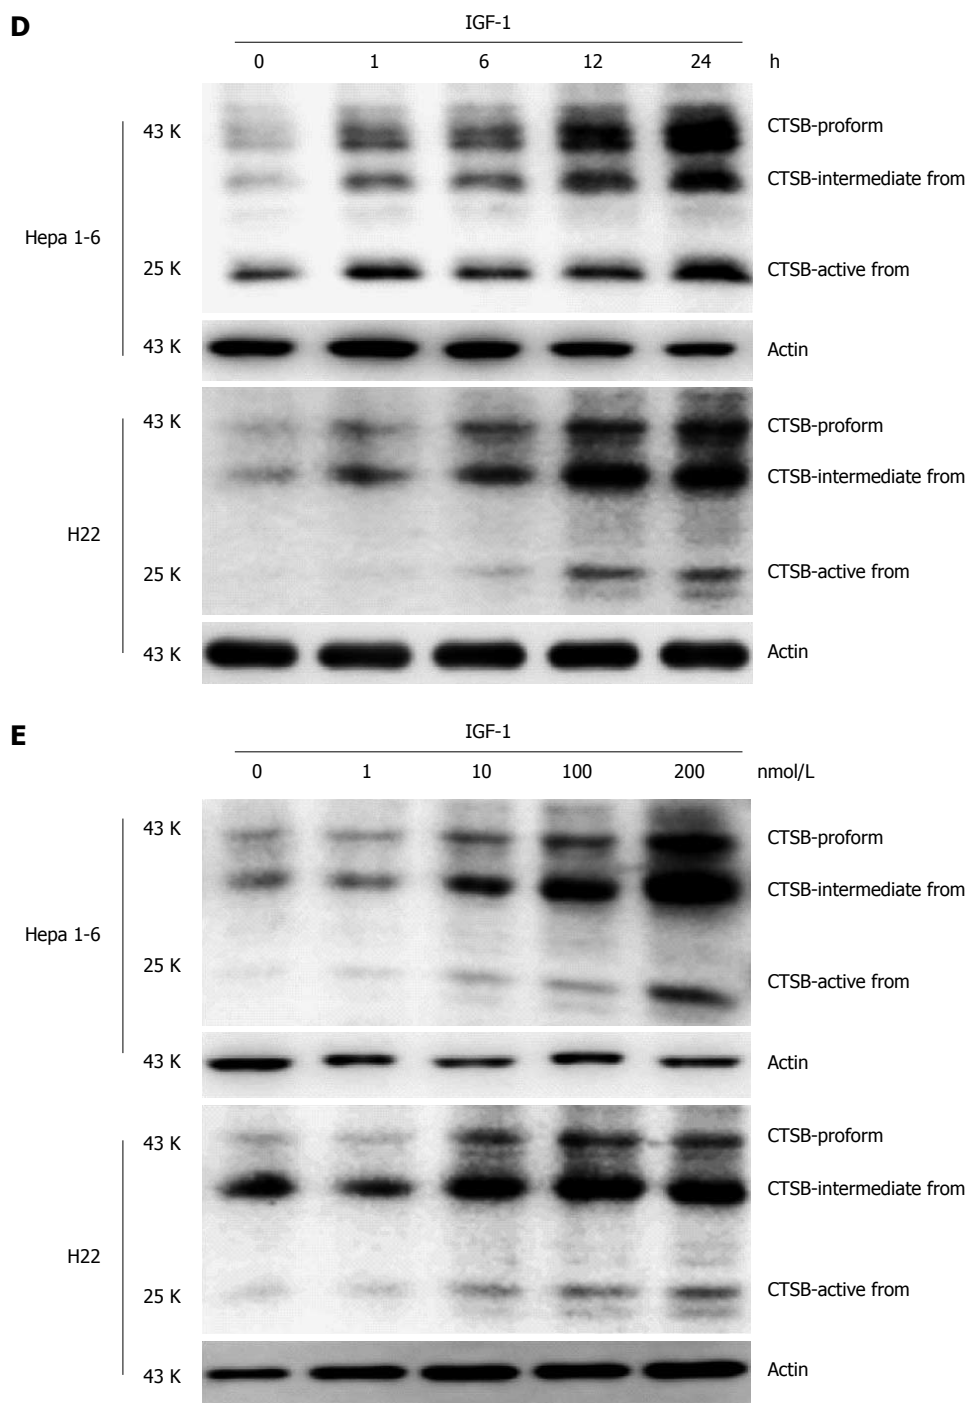 D
IGF-1
0 1 6 12 24 h
43 K CTSB-proform
CTSB-intermediate from
Hepa 1-6
25 K CTSB-active from
43 K Actin
43 K CTSB-proform
CTSB-intermediate from
H22
25 K CTSB-active from
43 K Actin
E
IGF-1
0 1 10 100 200 nmol/L
43 K CTSB-proform
CTSB-intermediate from
Hepa 1-6
25 K CTSB-active from
43 K Actin
43 K CTSB-proform
CTSB-intermediate from
H22
25 K CTSB-active from
43 K Actin